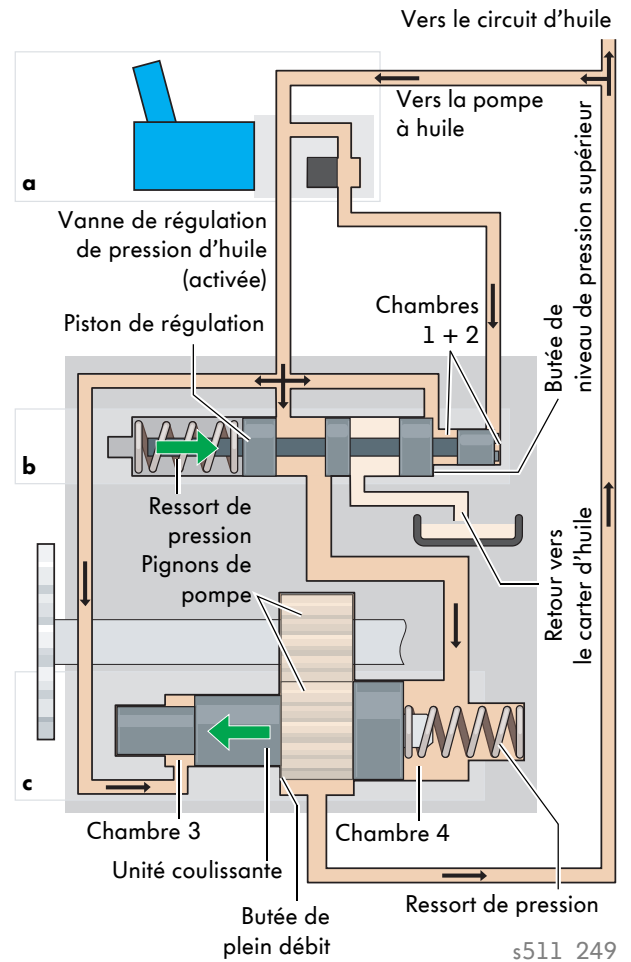 Vers le circuit d'huile
Vers la pompe
à huile
a
Vanne de régulation
de pression d'huile
(activée)
Butée de
niveau de pression supérieur
Chambres
1 + 2
Piston de régulation
b
Ressort de
pression
Pignons de
pompe
Retour vers
le carter d'huile
c
Chambre 3
Chambre 4
Unité coulissante
Ressort de pression
Butée de
plein débit
s511_249